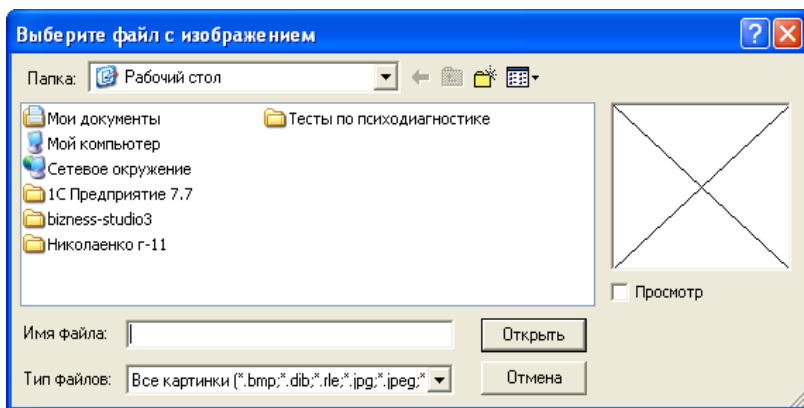 Выберите файл с изображением
Папка: Рабочий стол
Мои документы
Мой компьютер
Сетевое окружение
1С Предприятие 7.7
bizness-studio3
Николаенко г-11
Тесты по психодиагностике
Просмотр
Имя файла: Открыть
Тип файлов: Все картинки (*.bmp;*.dib;*.rle;*.jpg;*.jpeg;* Отмена